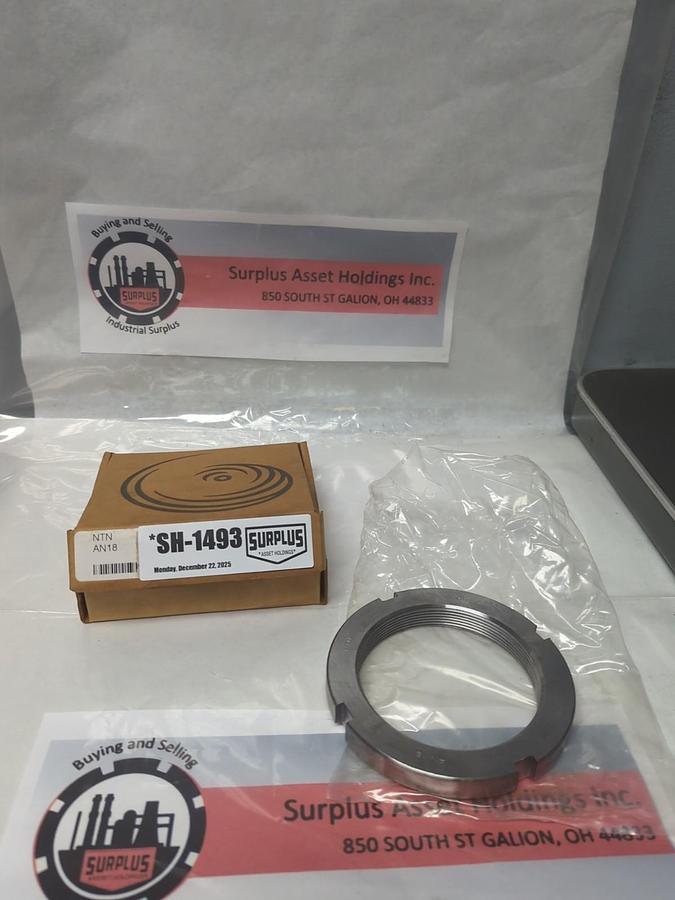 Buying and Selling
SURPLUS
Industrial Surplus
Surplus Asset Holdings Inc.
850 SOUTH ST GALION, OH 44833
NTN
AN18
*SH-1493
SURPLUS
*ASSET HOLDINGS*
Monday, December 22, 2025
Buying and Selling
SURPLUS
ASSET HOLDINGS
Surplus Asset Holdings Inc.
850 SOUTH ST GALION, OH 44833